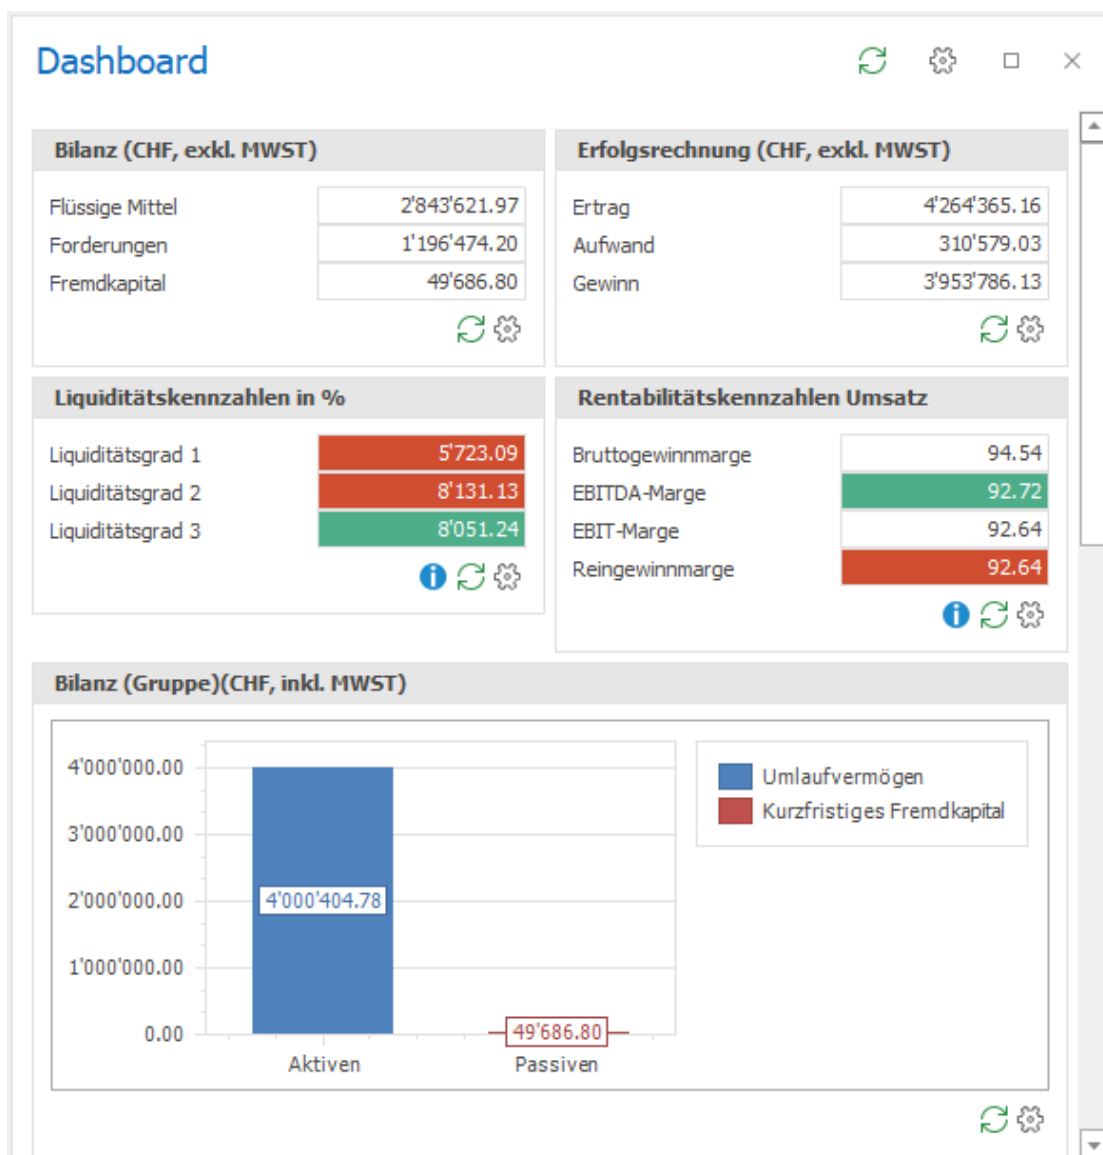 Dashboard
Bilanz (CHF, exkl. MWST)
Flüssige Mittel 2'843'621.97
Forderungen 1'196'474.20
Fremdkapital 49'686.80
Erfolgsrechnung (CHF, exkl. MWST)
Ertrag 4'264'365.16
Aufwand 310'579.03
Gewinn 3'953'786.13
Liquiditätskennzahlen in %
Liquiditätsgrad 1 5'723.09
Liquiditätsgrad 2 8'131.13
Liquiditätsgrad 3 8'051.24
Rentabilitätskennzahlen Umsatz
Bruttogewinnmarge 94.54
EBITDA-Marge 92.72
EBIT-Marge 92.64
Reingewinnmarge 92.64
Bilanz (Gruppe)(CHF, inkl. MWST)
4'000'000.00
3'000'000.00
2'000'000.00
1'000'000.00
0.00
4'000'404.78
49'686.80
Aktiven Passiven
Umlaufvermögen
Kurzfristiges Fremdkapital